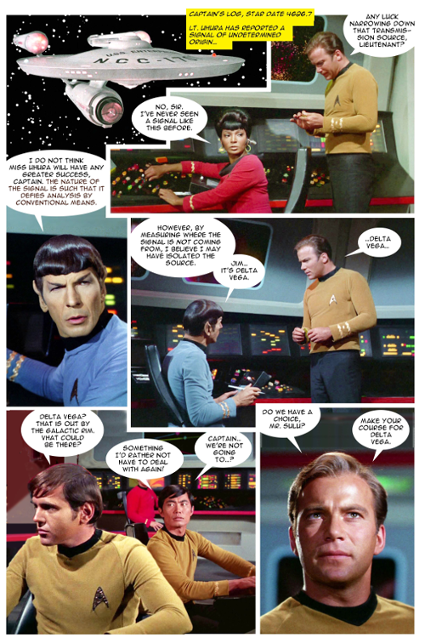 CAPTAIN'S LOG, STAR DATE 4626.7
LT. UHURA HAS REPORTED A
SIGNAL OF UNDETERMINED
ORIGIN...
ANY LUCK
NARROWING DOWN
THAT TRANSMIS-
SION SOURCE,
LIEUTENANT?
NCC-17
NO, SIR.
I'VE NEVER SEEN
A SIGNAL LIKE
THIS BEFORE.
I DO NOT THINK
MISS UHURA WILL HAVE ANY
GREATER SUCCESS,
CAPTAIN. THE NATURE OF
THE SIGNAL IS SUCH THAT IT
DEFIES ANALYSIS BY
CONVENTIONAL MEANS.
HOWEVER, BY
MEASURING WHERE THE
SIGNAL IS NOT COMING
FROM, I BELIEVE I MAY
HAVE ISOLATED THE
SOURCE.
JIM...
IT'S DELTA
VEGA.
...DELTA
VEGA...
DELTA VEGA?
THAT IS OUT BY
THE GALACTIC RIM.
VHAT COULD
BE THERE?
SOMETHING
I'D RATHER NOT
HAVE TO DEAL
WITH AGAIN!
CAPTAIN...
WE'RE NOT
GOING
TO...?
DO WE HAVE A
CHOICE,
MR. SULU?
MAKE YOUR
COURSE FOR
DELTA
VEGA.